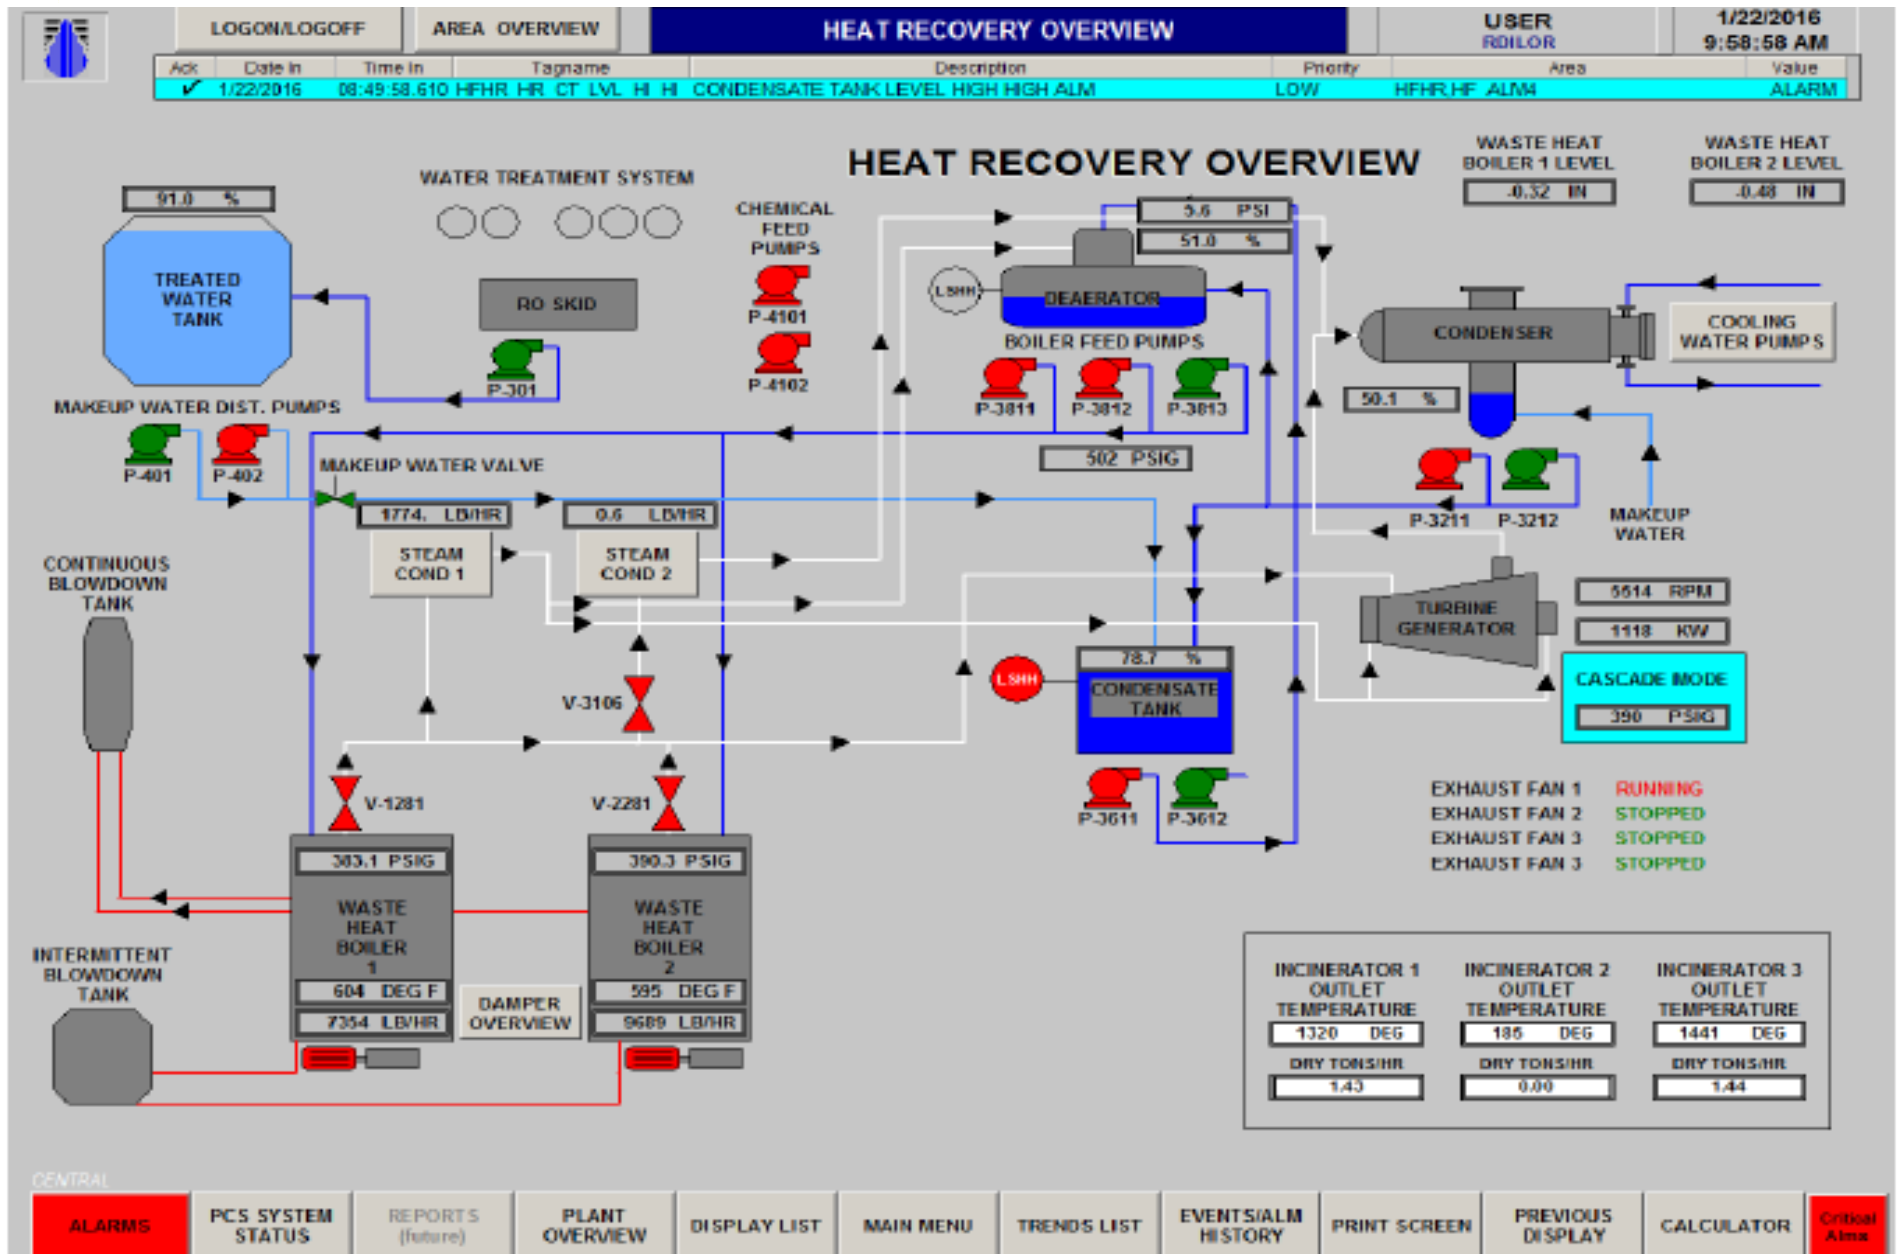 LOGON/LOGOFF
AREA OVERVIEW
HEAT RECOVERY OVERVIEW
USER
RDILOR
1/22/2016
9:58:58 AM
Ack Date In Time In Tagname Description Priority Area Value
1/22/2016 08:49:58.610 HFHR HR CT LVL HI HI CONDENSATE TANK LEVEL HIGH HIGH ALM LOW HFHR,HF ALM4 ALARM
HEAT RECOVERY OVERVIEW
WASTE HEAT
BOILER 1 LEVEL
-0.32 IN
WASTE HEAT
BOILER 2 LEVEL
-0.48 IN
91.0 %
TREATED
WATER
TANK
WATER TREATMENT SYSTEM
RO SKID
P-301
CHEMICAL
FEED
PUMPS
P-4101
P-4102
5.6 PSI
51.0 %
LSHH
DEAERATOR
BOILER FEED PUMPS
P-3811
P-3812
P-3813
502 PSIG
CONDENSER
COOLING
WATER PUMPS
50.1 %
P-3211
P-3212
MAKEUP
WATER
MAKEUP WATER DIST. PUMPS
P-401
P-402
MAKEUP WATER VALVE
1774. LB/HR
0.6 LB/HR
STEAM
COND 1
STEAM
COND 2
CONTINUOUS
BLOWDOWN
TANK
V-3106
V-1281
V-2281
LSHH
78.7 %
CONDENSATE
TANK
P-3611
P-3612
TURBINE
GENERATOR
5514 RPM
1118 KW
CASCADE MODE
390 PSIG
EXHAUST FAN 1 RUNNING
EXHAUST FAN 2 STOPPED
EXHAUST FAN 3 STOPPED
EXHAUST FAN 3 STOPPED
383.1 PSIG
WASTE
HEAT
BOILER
1
604 DEG F
7354 LB/HR
390.3 PSIG
WASTE
HEAT
BOILER
2
595 DEG F
9689 LB/HR
DAMPER
OVERVIEW
INTERMITTENT
BLOWDOWN
TANK
INCINERATOR 1
OUTLET
TEMPERATURE
1320 DEG
DRY TONS/HR
1.43
INCINERATOR 2
OUTLET
TEMPERATURE
185 DEG
DRY TONS/HR
0.00
INCINERATOR 3
OUTLET
TEMPERATURE
1441 DEG
DRY TONS/HR
1.44
CENTRAL
ALARMS
PCS SYSTEM
STATUS
REPORTS
(future)
PLANT
OVERVIEW
DISPLAY LIST
MAIN MENU
TRENDS LIST
EVENTS/ALM
HISTORY
PRINT SCREEN
PREVIOUS
DISPLAY
CALCULATOR
Critical
Alms